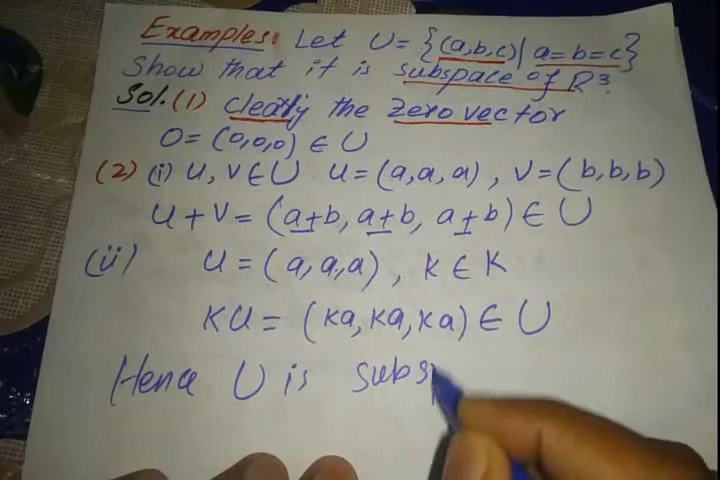 Examples: Let U = {(a,b,c) | a=b=c}
Show that it is subspace of R³.
Sol. (1) Clearly the zero vector
0 = (0,0,0) ∈ U
(2) (i) u, v ∈ U u = (a,a,a), v = (b,b,b)
u + v = (a+b, a+b, a+b) ∈ U
(ii) u = (a,a,a), k ∈ K
ku = (ka, ka, ka) ∈ U
Hence U is subs